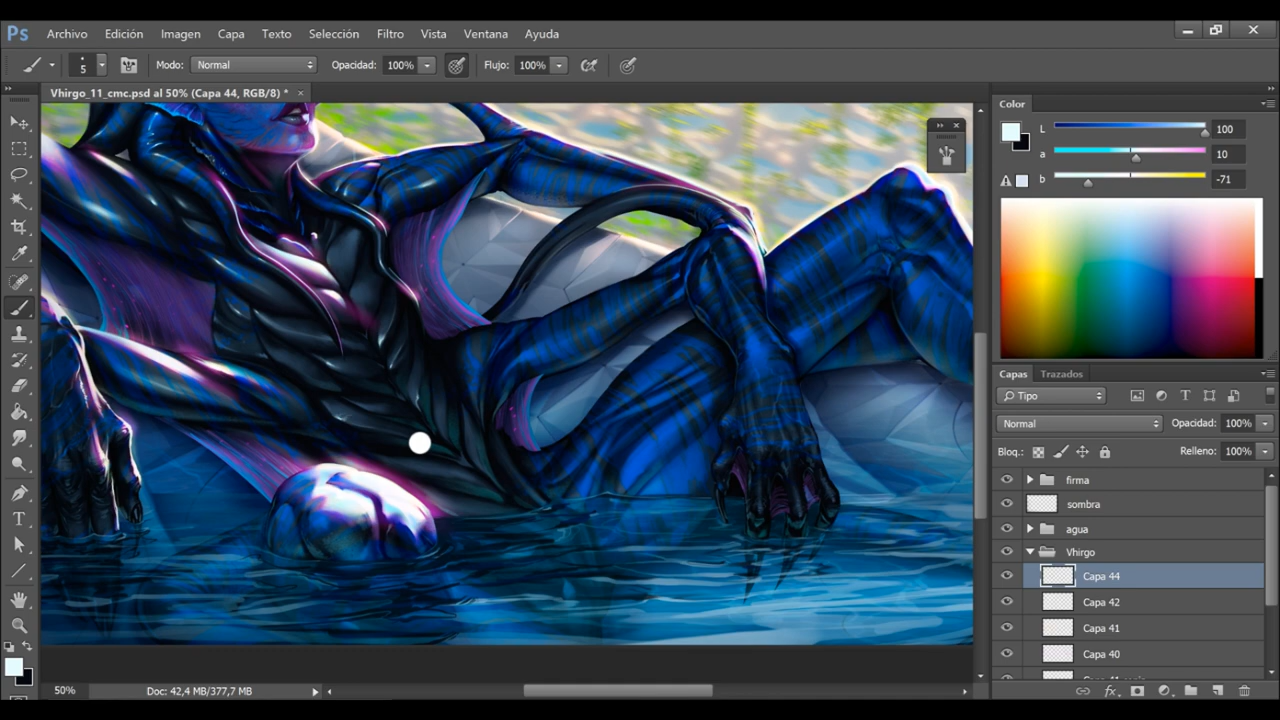 Ps Archivo Edición Imagen Capa Texto Selección Filtro Vista Ventana Ayuda
5 Modo: Normal Opacidad: 100% Flujo: 100%
Vhirgo_11_cmc.psd al 50% (Capa 44, RGB/8) * ×
Color
L 100
a 10
b -71
Capas Trazados
Tipo
Normal Opacidad: 100%
Bloq.: Relleno: 100%
firma
sombra
agua
Vhirgo
Capa 44
Capa 42
Capa 41
Capa 40
50% Doc: 42,4 MB/377,7 MB